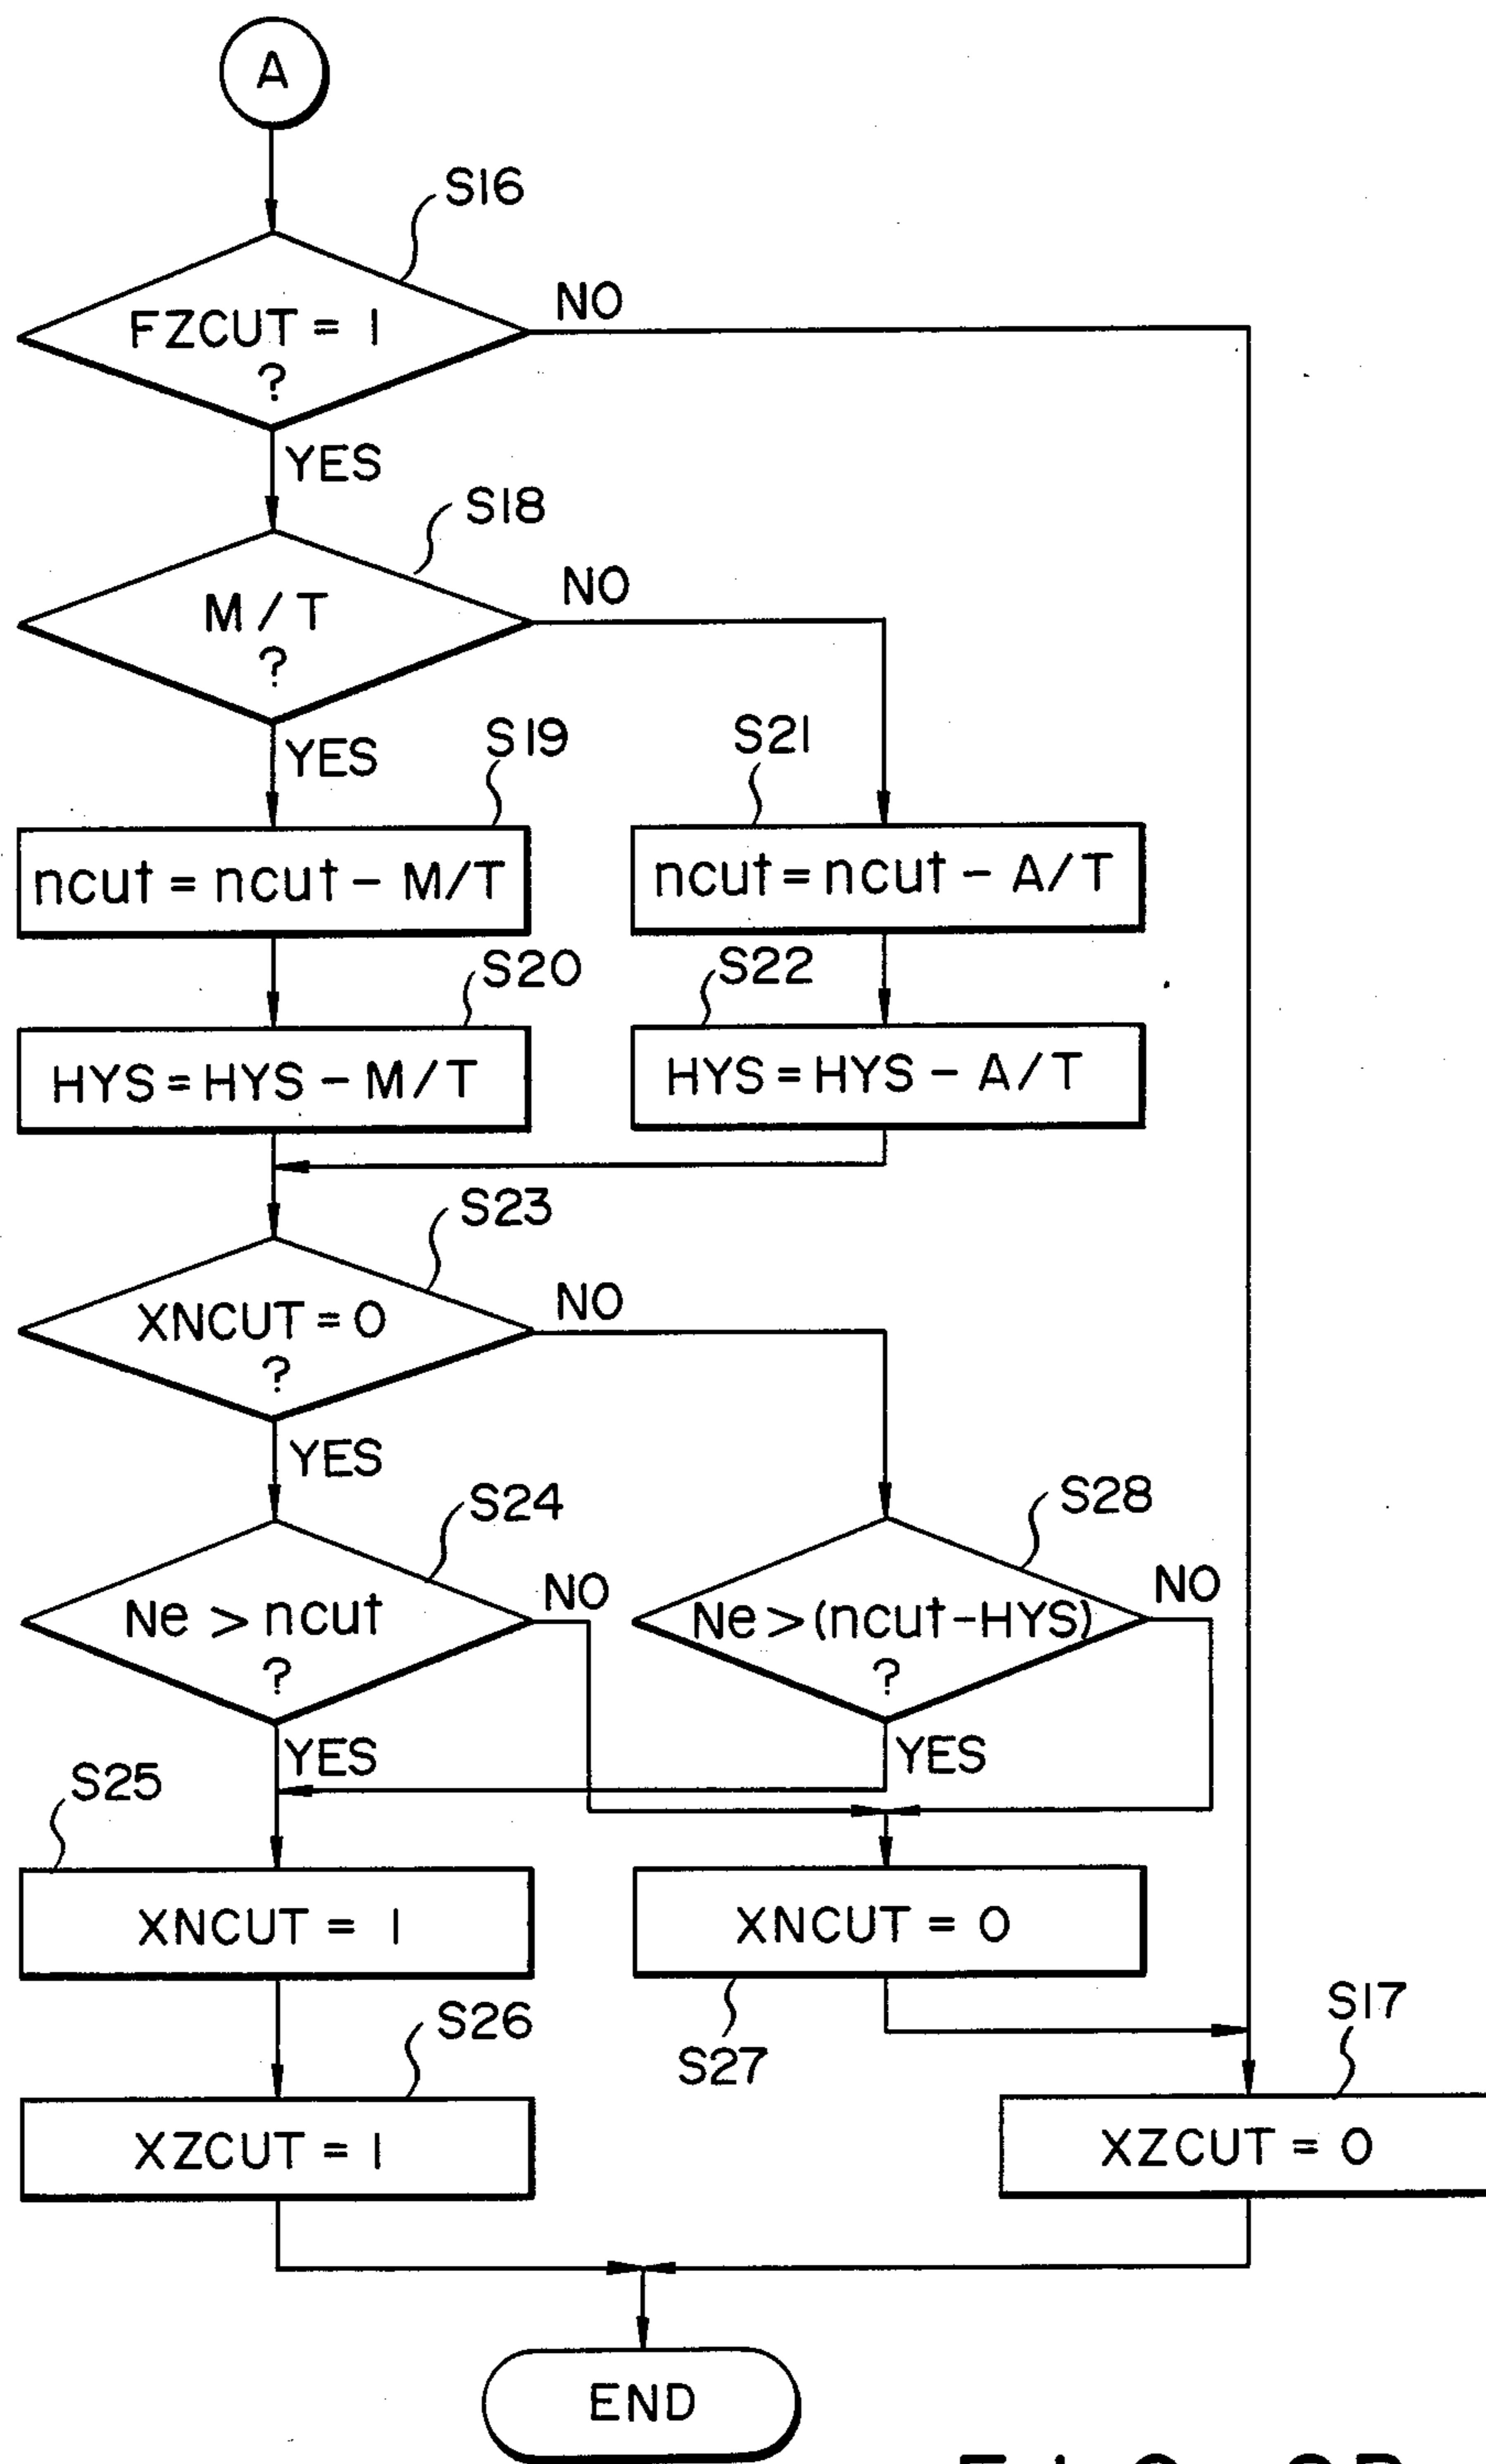 A
S16
FZCUT = 1
?
NO
YES
S18
M/T
?
NO
YES
S19
ncut = ncut - M/T
S21
ncut = ncut - A/T
S20
HYS = HYS - M/T
S22
HYS = HYS - A/T
S23
XNCUT = 0
?
NO
YES
S24
Ne > ncut
?
NO
YES
S28
Ne > (ncut-HYS)
?
NO
YES
S25
XNCUT = 1
XNCUT = 0
S27
S26
XZCUT = 1
S17
XZCUT = 0
END